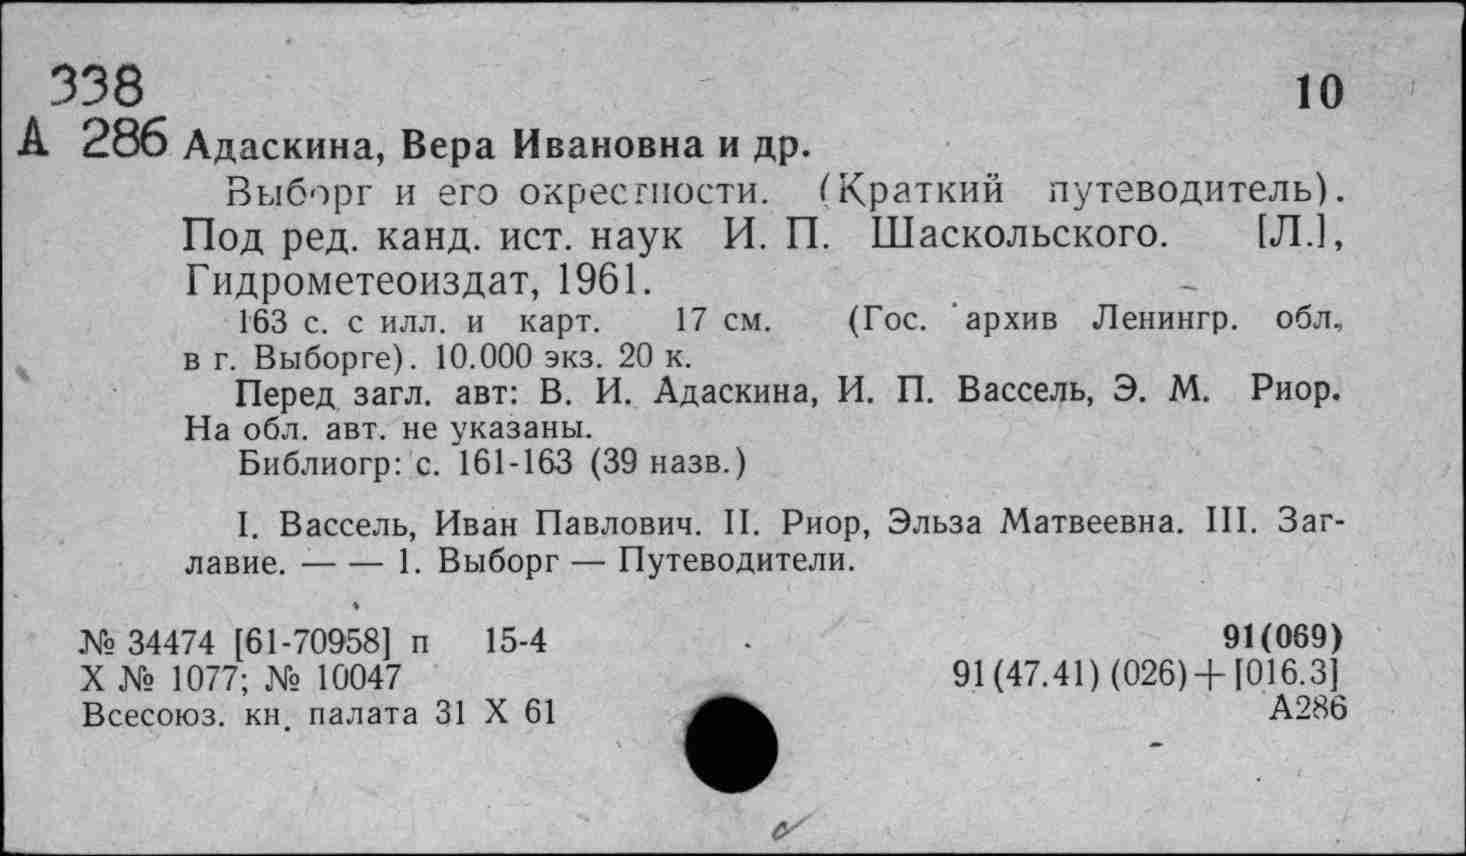 338
10
А 286 Адаскина, Вера Ивановна и др.
Выборг и его окрестности. (Краткий путеводитель).
Под ред. канд. ист. наук И. П. Шаскольского. [Л.],
Гидрометеоиздат, 1961.
163 с. с илл. и карт. 17 см. (Гос. архив Ленингр. обл.,
в г. Выборге). 10.000 экз. 20 к.
Перед загл. авт: В. И. Адаскина, И. П. Вассель, Э. М. Риор.
На обл. авт. не указаны.
Библиогр: с. 161-163 (39 назв.)
I. Вассель, Иван Павлович. II. Риор, Эльза Матвеевна. III. Заг-
лавие. — — 1. Выборг — Путеводители.
№ 34474 [61-70958] п 15-4
91(069)
X № 1077; № 10047
91(47.41)(026)+[016.3]
Всесоюз. кн. палата 31 X 61
А286